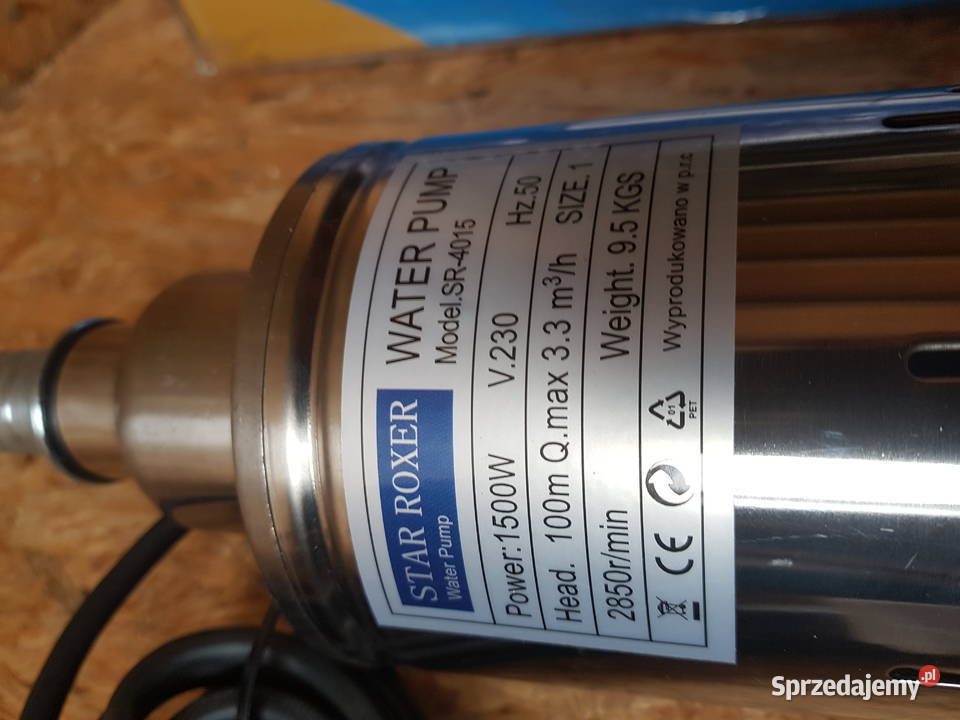 STAR ROXER
Water Pump
WATER PUMP
Model.SR-4015
Power:1500W V.230 Hz.50
Head. 100m Q.max 3.3 m³/h SIZE.1
2850r/min Weight. 9.5 KGS
CE
01
PET
Wyprodukowano w p.r.c
Sprzedajemy.pl